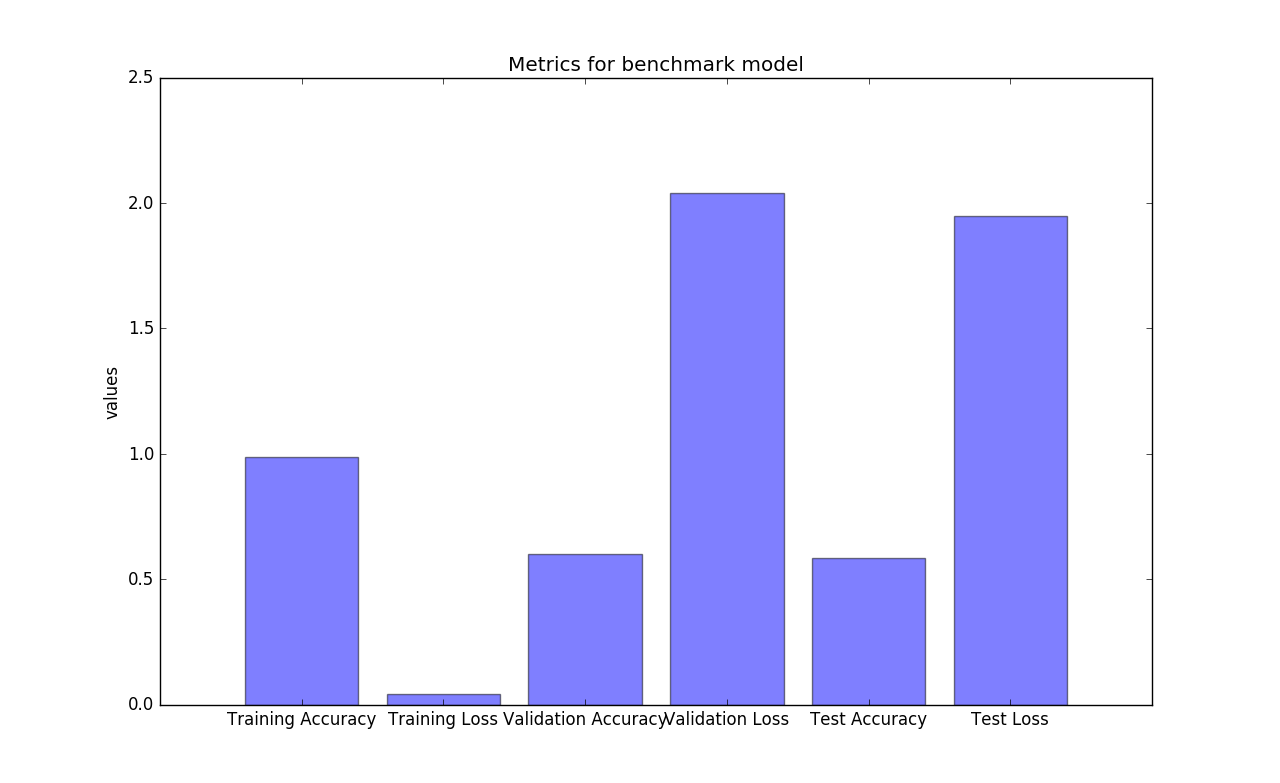 Metrics for benchmark model
2.5
2.0
1.5
1.0
0.5
0.0
values
Training Accuracy
Training Loss
Validation Accuracy
Validation Loss
Test Accuracy
Test Loss